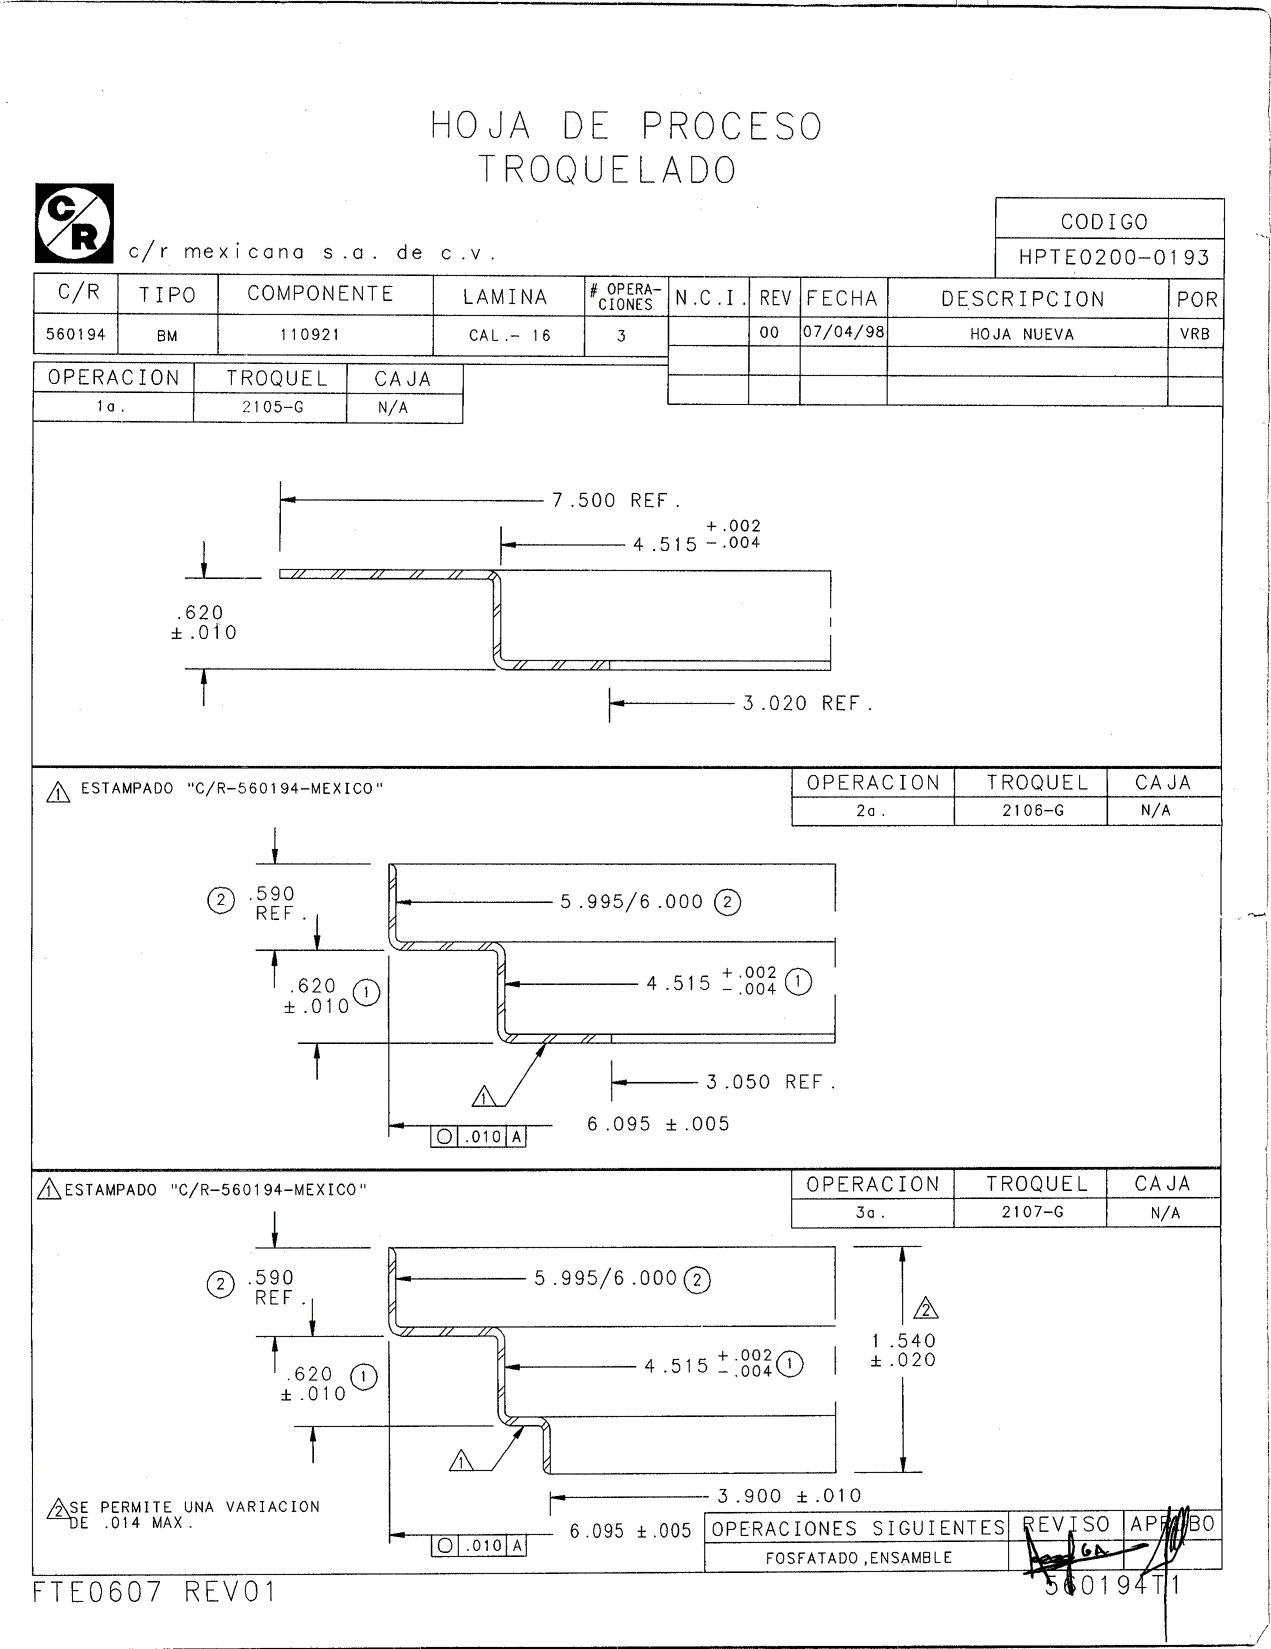 HOJA DE PROCESO
TROQUELADO
C/R
c/r mexicana s.a. de c.v.
CODIGO
HPTE0200-0193
C/R TIPO COMPONENTE LAMINA # OPERA-CIONES N.C.I. REV FECHA DESCRIPCION POR
560194 BM 110921 CAL.- 16 3 00 07/04/98 HOJA NUEVA VRB
OPERACION TROQUEL CAJA
1a. 2105-G N/A
7.500 REF.
4.515 +.002 -.004
.620
±.010
3.020 REF.
1 ESTAMPADO "C/R-560194-MEXICO"
OPERACION TROQUEL CAJA
2a. 2106-G N/A
2 .590
REF.
5.995/6.000 2
.620 1
±.010
4.515 +.002 -.004 1
1
3.050 REF.
6.095 ±.005
.010 A
1 ESTAMPADO "C/R-560194-MEXICO"
OPERACION TROQUEL CAJA
3a. 2107-G N/A
2 .590
REF.
5.995/6.000 2
2
1.540
±.020
.620 1
±.010
4.515 +.002 -.004 1
1
3.900 ±.010
2 SE PERMITE UNA VARIACION
DE .014 MAX.
6.095 ±.005
.010 A
OPERACIONES SIGUIENTES REVISO APROBO
FOSFATADO,ENSAMBLE
FTE0607 REV01
560194T1